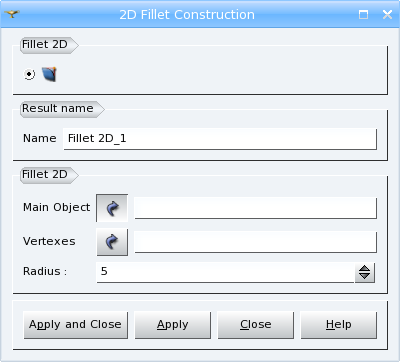 2D Fillet Construction
Fillet 2D
Result name
Name Fillet 2D_1
Fillet 2D
Main Object
Vertexes
Radius : 5
Apply and Close Apply Close Help